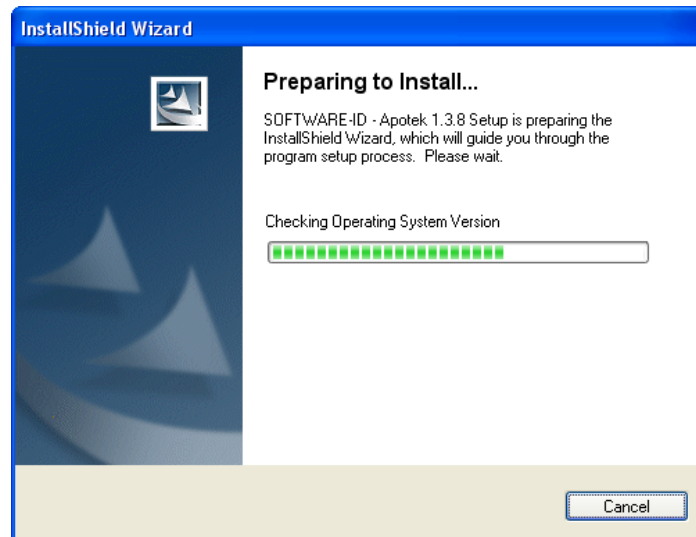 InstallShield Wizard
Preparing to Install...
SOFTWARE-ID - Apotek 1.3.8 Setup is preparing the
InstallShield Wizard, which will guide you through the
program setup process.  Please wait.
Checking Operating System Version
Cancel